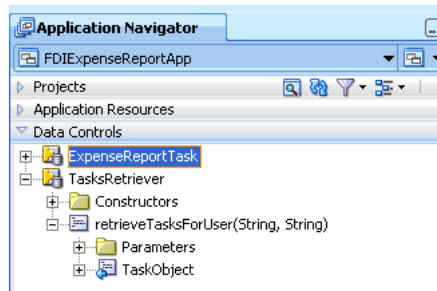 Application Navigator
FDIExpenseReportApp
Projects
Application Resources
Data Controls
ExpenseReportTask
TasksRetriever
Constructors
retrieveTasksForUser(String, String)
Parameters
TaskObject